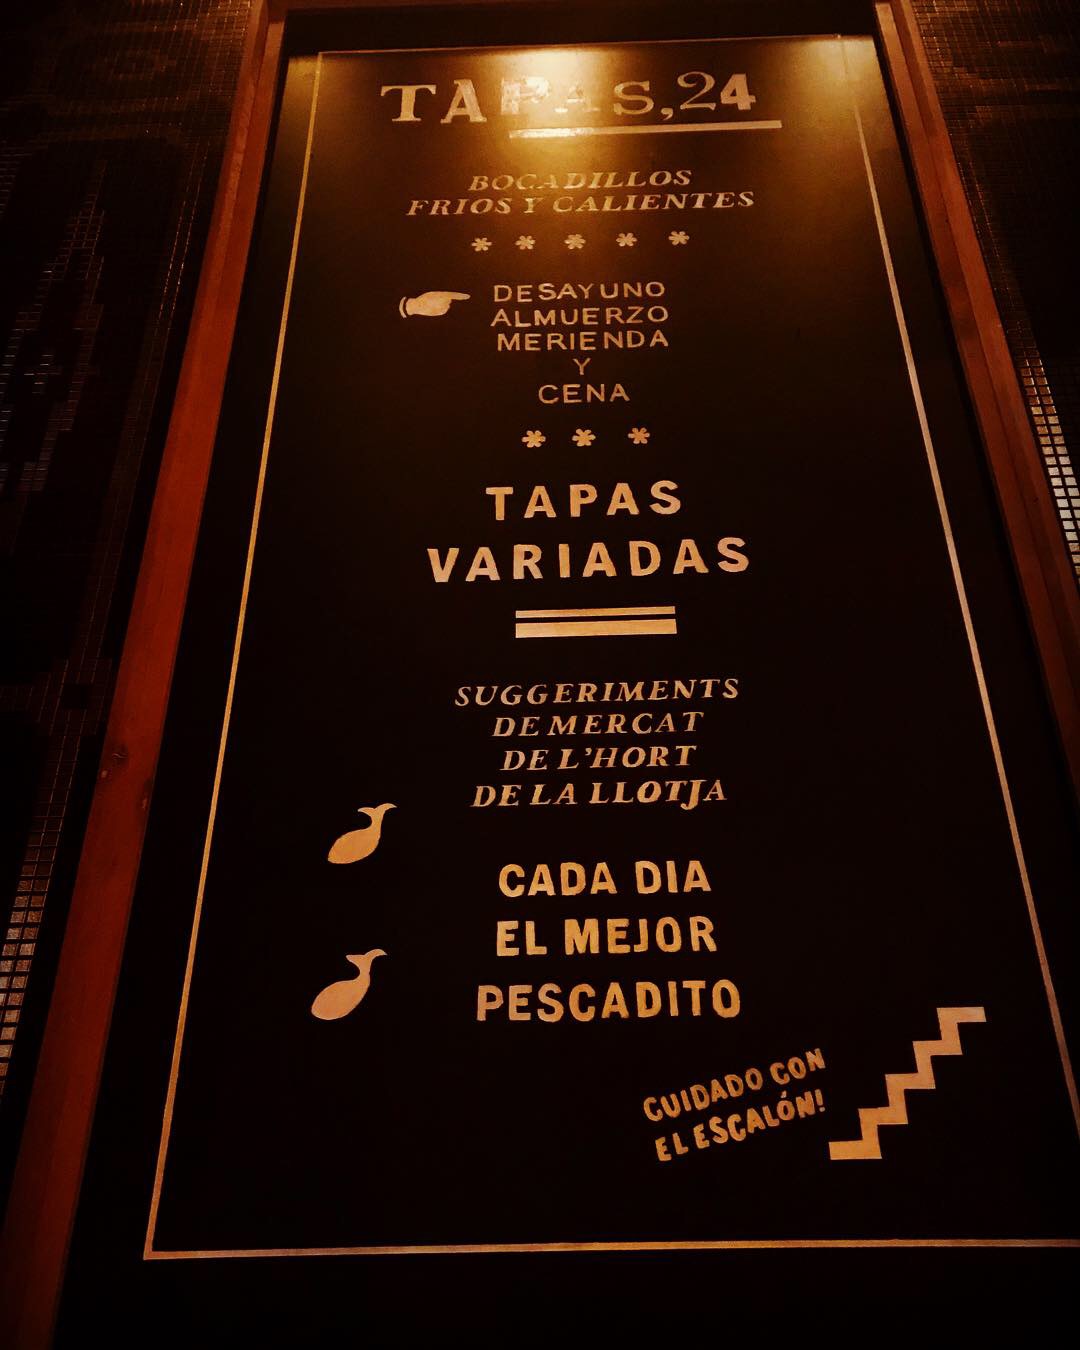 TAPAS,24
BOCADILLOS
FRIOS Y CALIENTES
DESAYUNO
ALMUERZO
MERIENDA
Y
CENA
TAPAS
VARIADAS
SUGGERIMENTS
DE MERCAT
DE L'HORT
DE LA LLOTJA
CADA DIA
EL MEJOR
PESCADITO
CUIDADO CON
EL ESCALÓN!